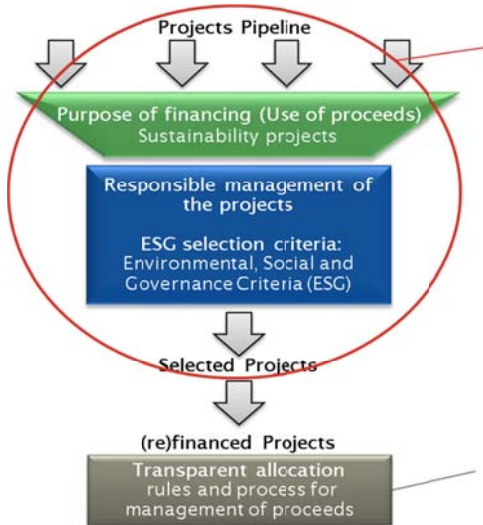 Projects Pipeline
Purpose of financing (Use of proceeds)
Sustainability projects
Responsible management of
the projects
ESG selection criteria:
Environmental, Social and
Governance Criteria (ESG)
Selected Projects
(re)financed Projects
Transparent allocation
rules and process for
management of proceeds